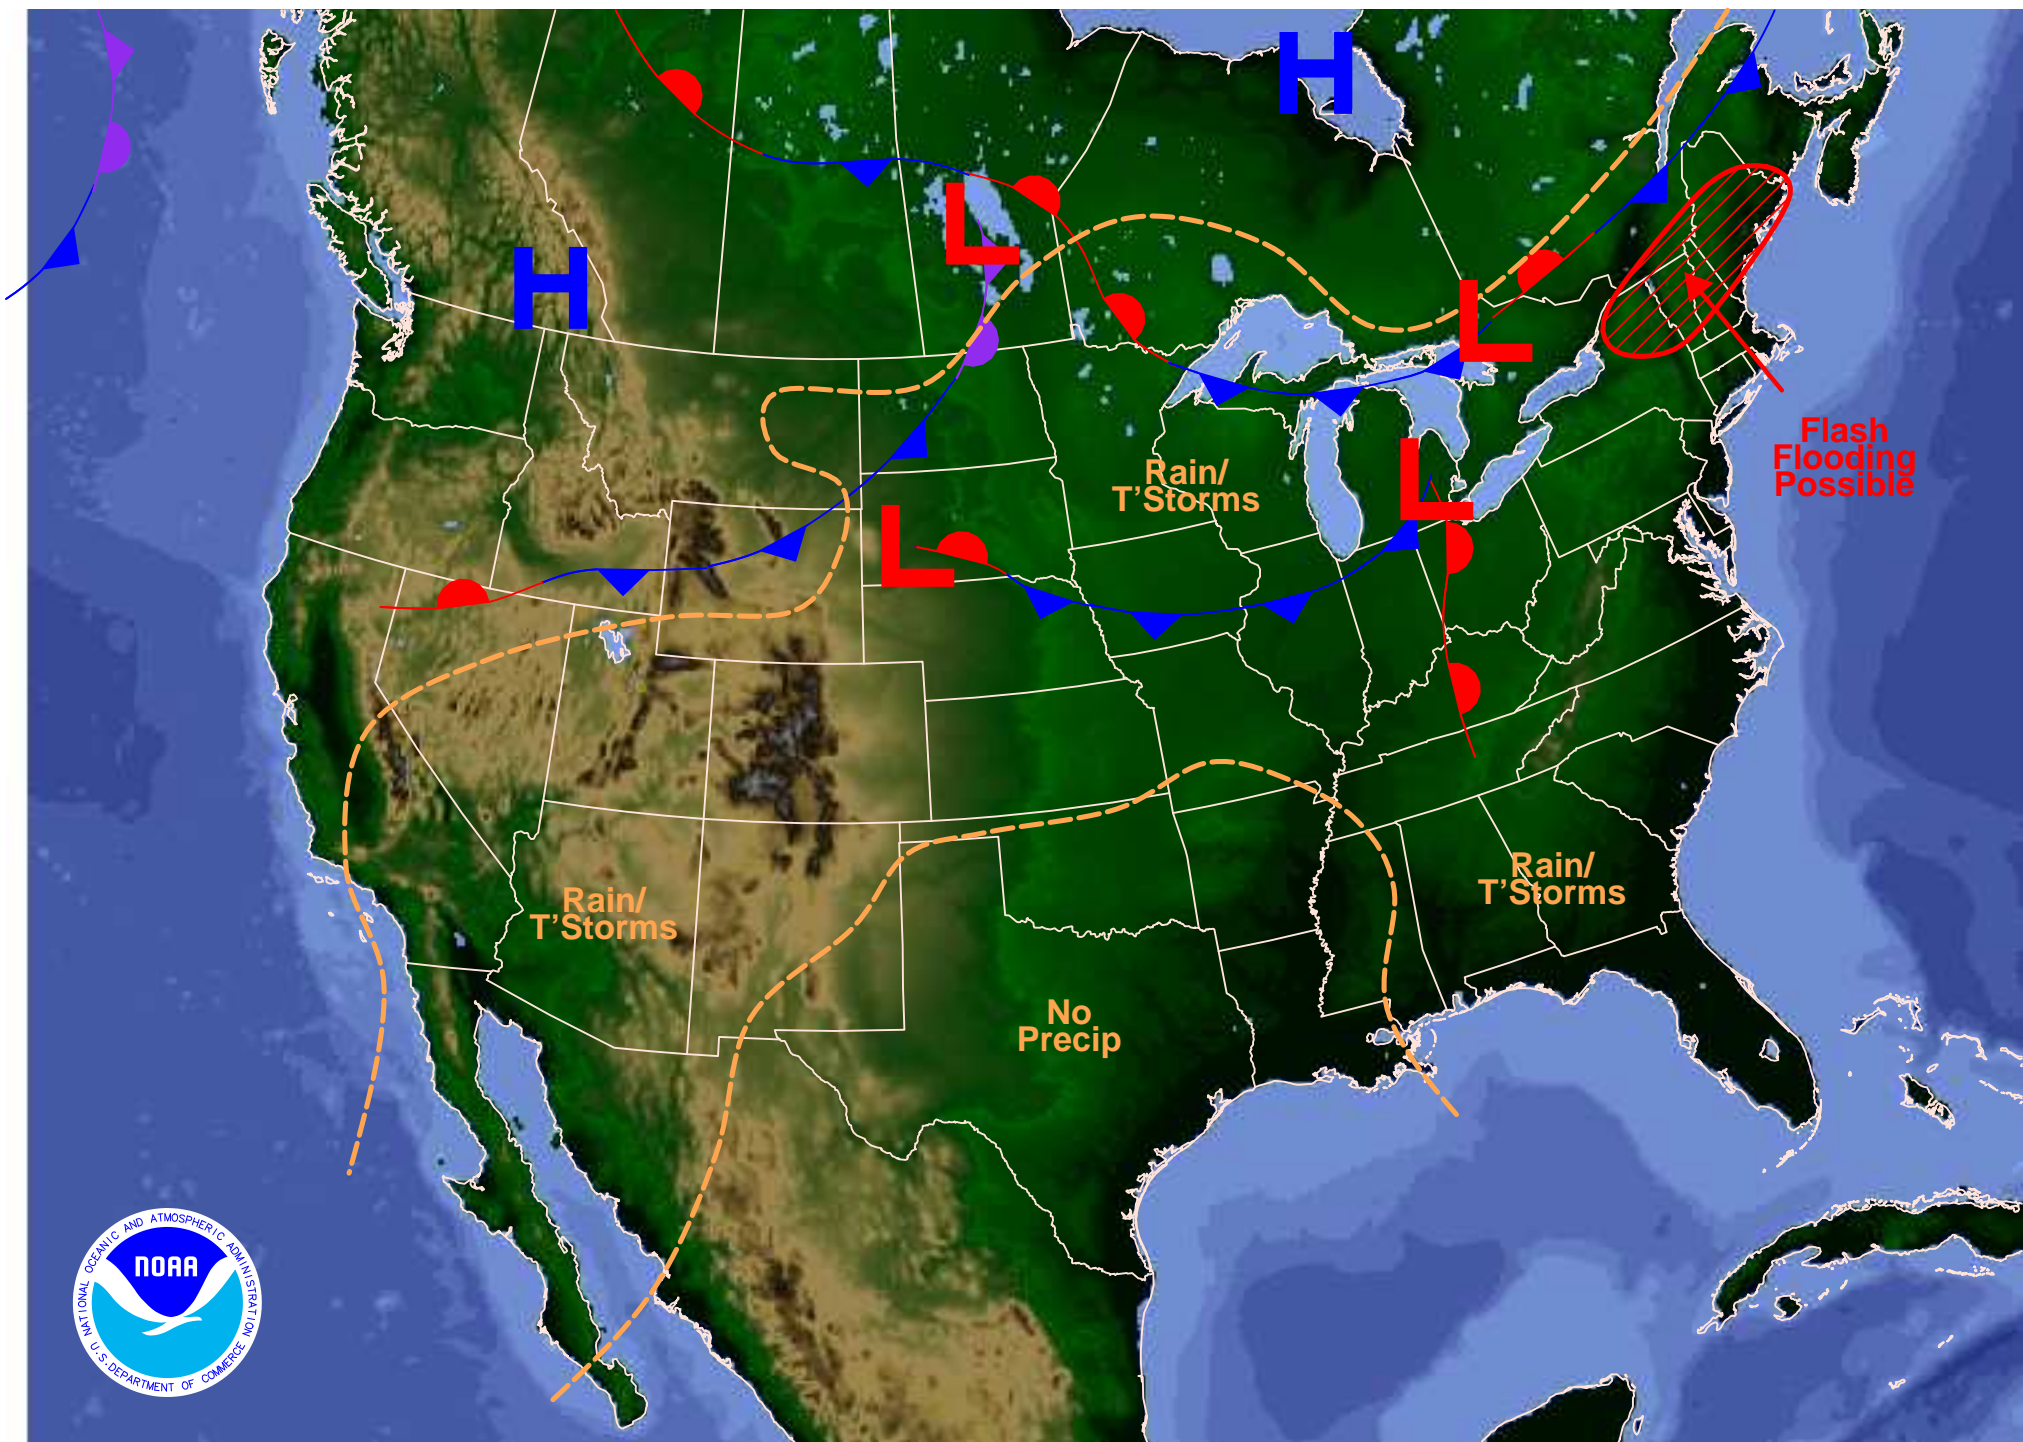 H
H
L
L
L
L
Rain/
T'Storms
Flash
Flooding
Possible
Rain/
T'Storms
Rain/
T'Storms
No
Precip
NATIONAL OCEANIC AND ATMOSPHERIC ADMINISTRATION
NOAA
U.S. DEPARTMENT OF COMMERCE